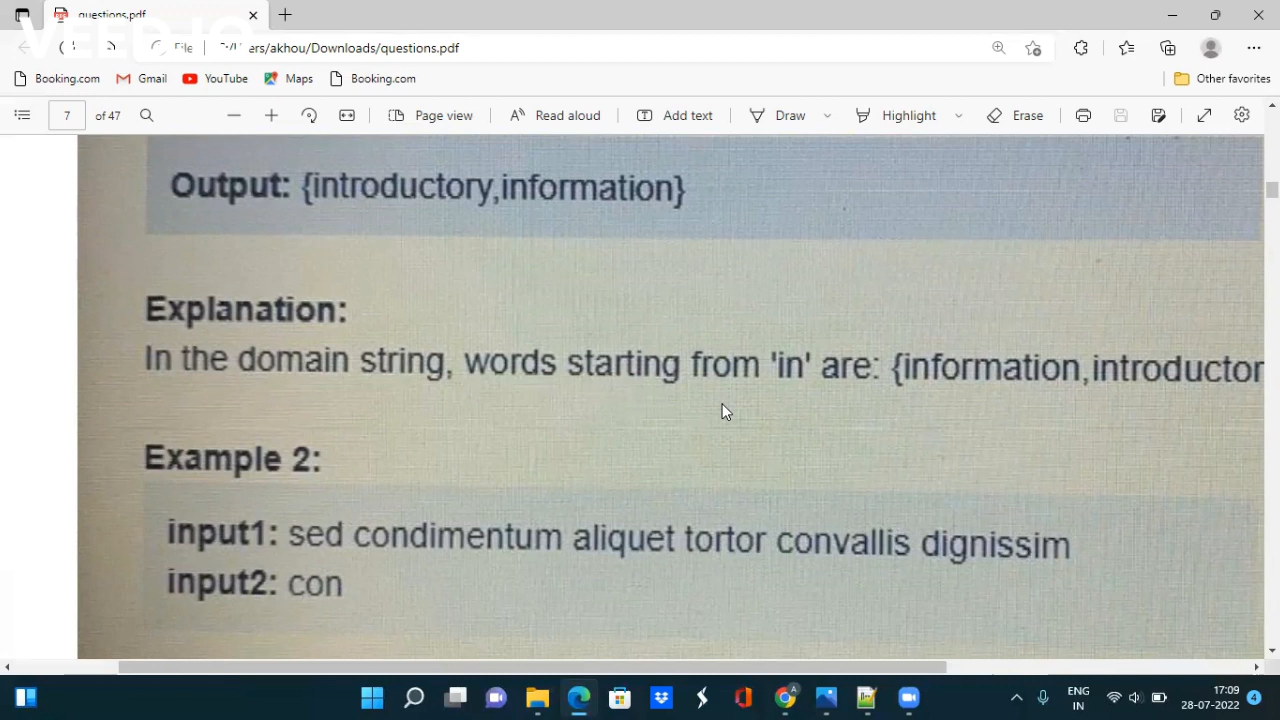 questions.pdf
VEED.IO
File
ers/akhou/Downloads/questions.pdf
Booking.com Gmail YouTube Maps Booking.com Other favorites
7 of 47 Page view Read aloud Add text Draw Highlight Erase
Output: {introductory,information}
Explanation:
In the domain string, words starting from 'in' are: {information,introductor
Example 2:
input1: sed condimentum aliquet tortor convallis dignissim
input2: con
ENG
IN
17:09
28-07-2022
4